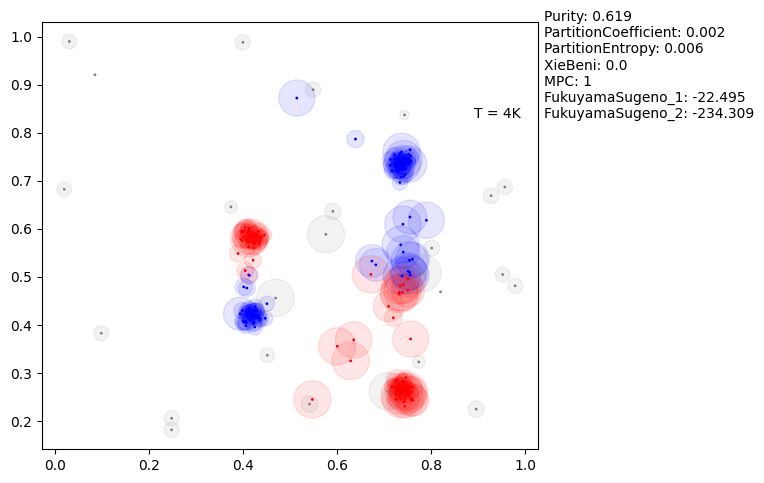 Purity: 0.619
PartitionCoefficient: 0.002
PartitionEntropy: 0.006
XieBeni: 0.0
MPC: 1
FukuyamaSugeno_1: -22.495
FukuyamaSugeno_2: -234.309
T = 4K
1.0
0.9
0.8
0.7
0.6
0.5
0.4
0.3
0.2
0.0
0.2
0.4
0.6
0.8
1.0